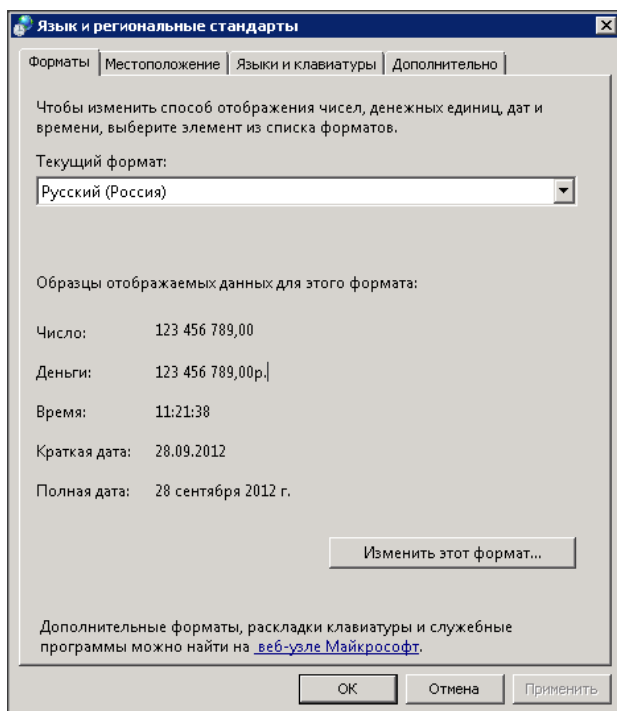 Язык и региональные стандарты
Форматы Местоположение Языки и клавиатуры Дополнительно
Чтобы изменить способ отображения чисел, денежных единиц, дат и
времени, выберите элемент из списка форматов.
Текущий формат:
Русский (Россия)
Образцы отображаемых данных для этого формата:
Число: 123 456 789,00
Деньги: 123 456 789,00р.
Время: 11:21:38
Краткая дата: 28.09.2012
Полная дата: 28 сентября 2012 г.
Изменить этот формат...
Дополнительные форматы, раскладки клавиатуры и служебные
программы можно найти на веб-узле Майкрософт.
ОК Отмена Применить